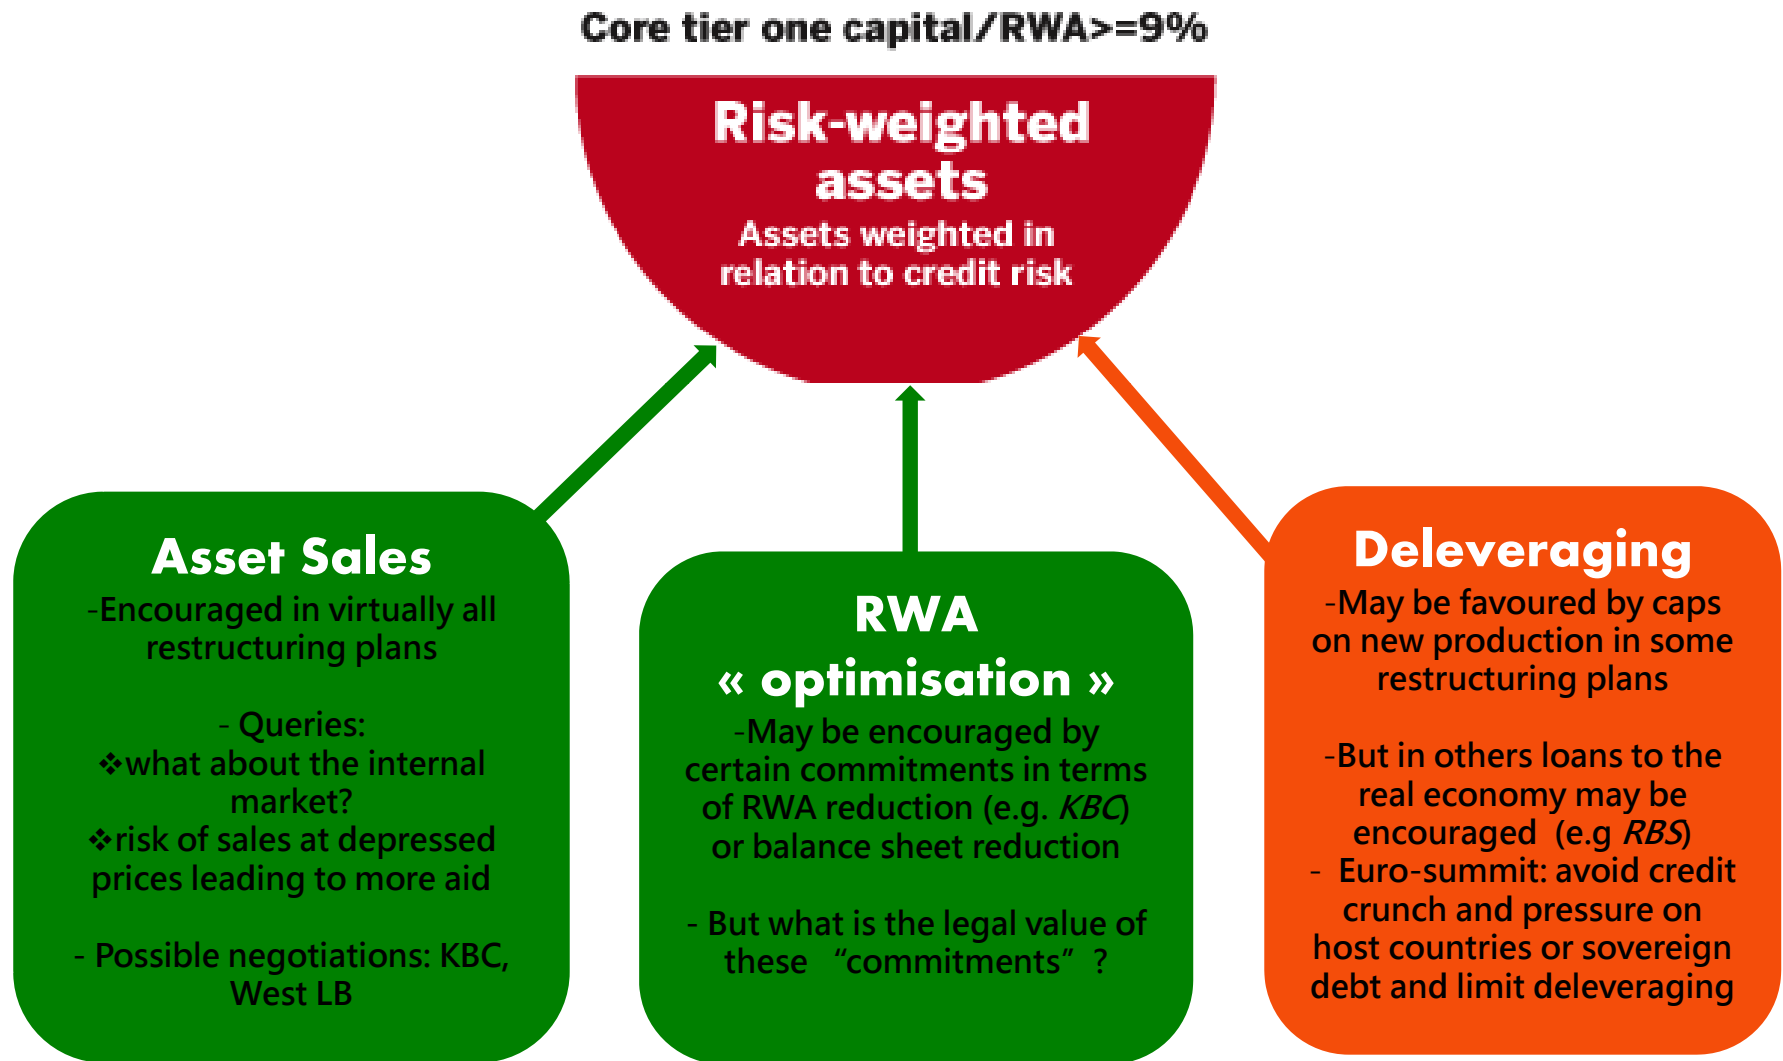 Core tier one capital/RWA>=9%
Risk-weighted
assets
Assets weighted in
relation to credit risk
Asset Sales
-Encouraged in virtually all
restructuring plans
- Queries:
❖what about the internal
market?
❖risk of sales at depressed
prices leading to more aid
- Possible negotiations: KBC,
West LB
RWA
« optimisation »
-May be encouraged by
certain commitments in terms
of RWA reduction (e.g. KBC)
or balance sheet reduction
- But what is the legal value of
these “commitments” ?
Deleveraging
-May be favoured by caps
on new production in some
restructuring plans
-But in others loans to the
real economy may be
encouraged (e.g RBS)
- Euro-summit: avoid credit
crunch and pressure on
host countries or sovereign
debt and limit deleveraging